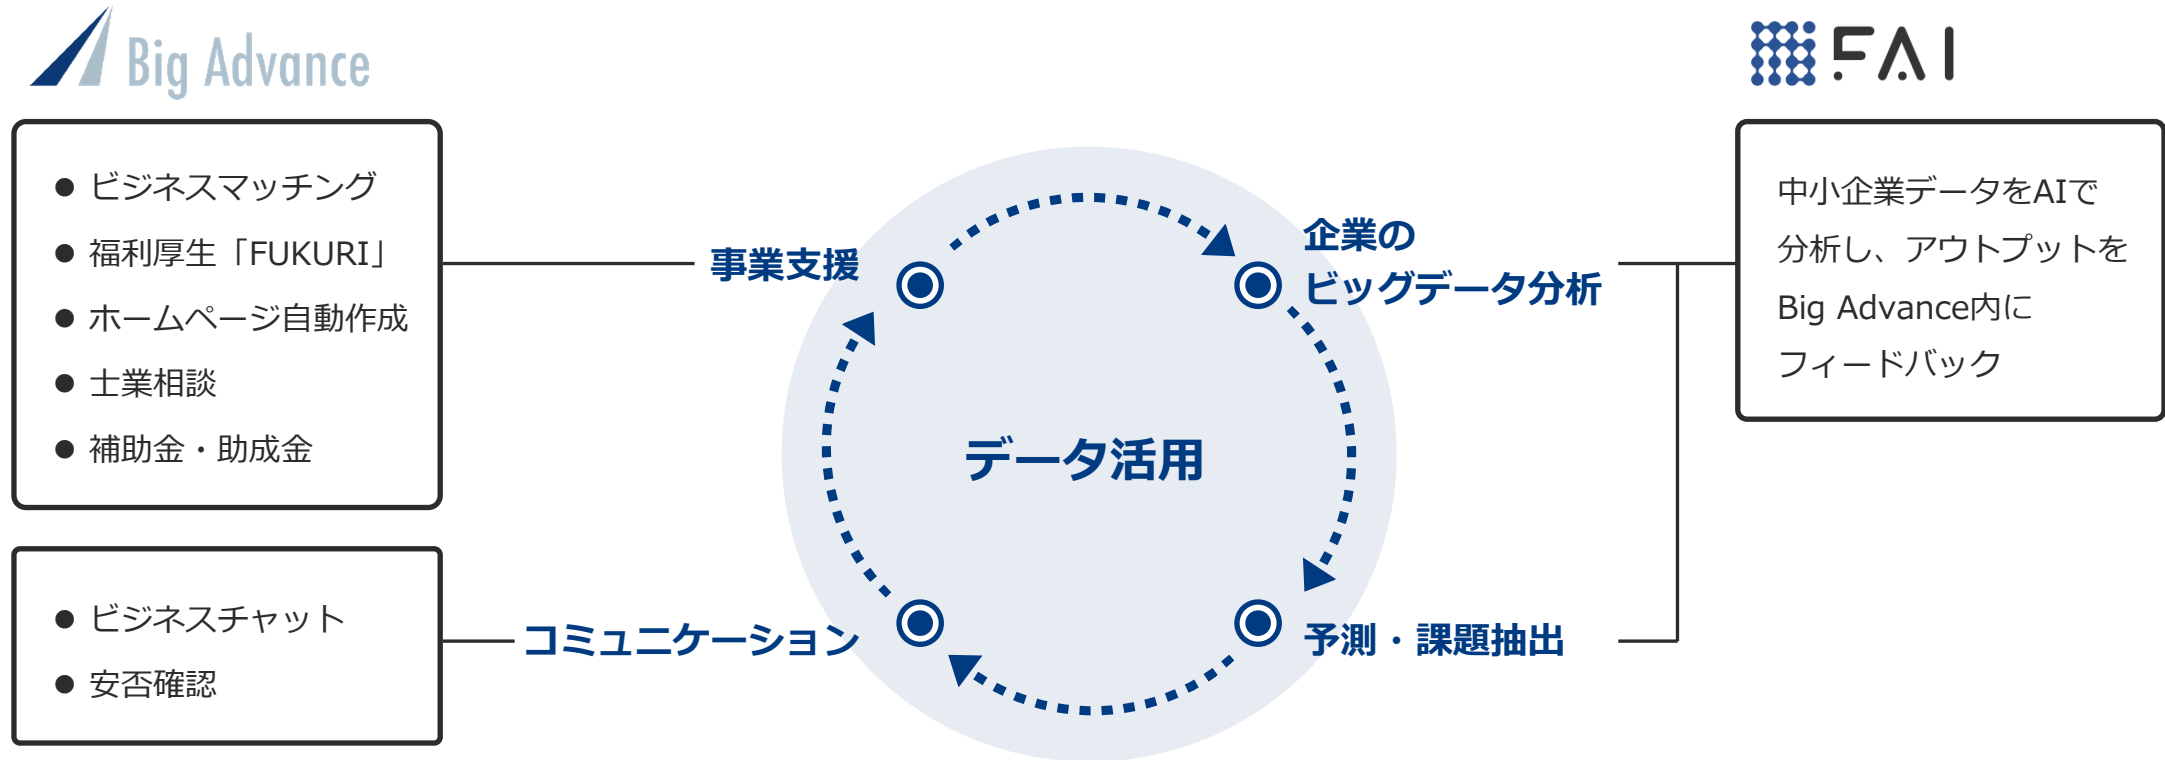 Big Advance
FAI
● ビジネスマッチング
● 福利厚生「FUKURI」
● ホームページ自動作成
● 士業相談
● 補助金・助成金
● ビジネスチャット
● 安否確認
事業支援
コミュニケーション
データ活用
企業の
ビッグデータ分析
予測・課題抽出
中小企業データをAIで
分析し、アウトプットを
Big Advance内に
フィードバック